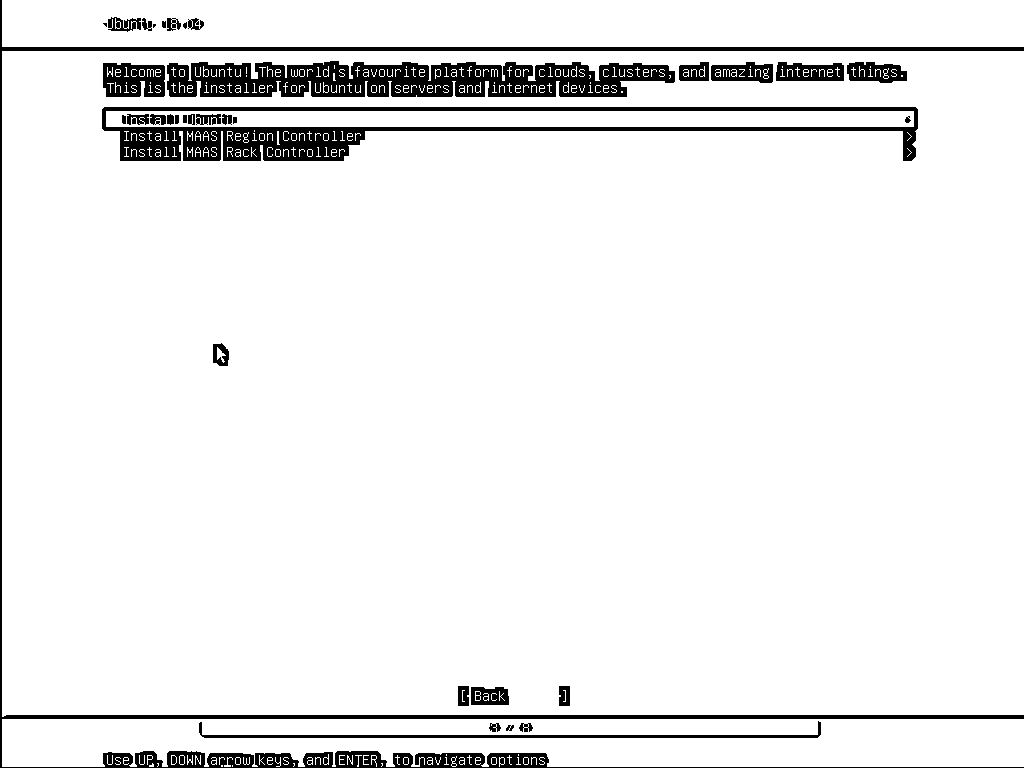 Ubuntu 18.04
Welcome to Ubuntu! The world's favourite platform for clouds, clusters, and amazing internet things.
This is the installer for Ubuntu on servers and internet devices.
Install Ubuntu
Install MAAS Region Controller >
Install MAAS Rack Controller >
[ Back ]
Use UP, DOWN arrow keys, and ENTER, to navigate options